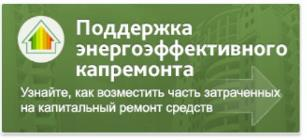 Поддержка
энергоэффективного
капремонта
Узнайте, как возместить часть затраченных
на капитальный ремонт средств